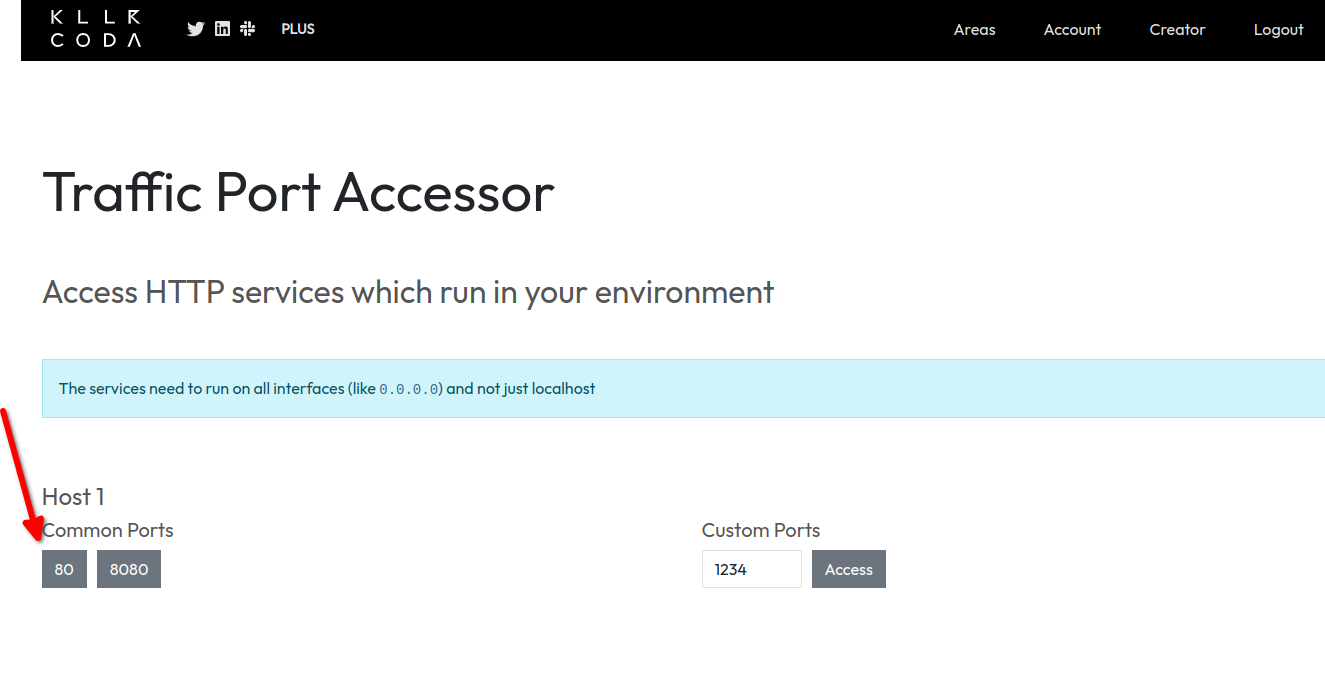 KLLR
CODA
PLUS
Areas
Account
Creator
Logout
Traffic Port Accessor
Access HTTP services which run in your environment
The services need to run on all interfaces (like 0.0.0.0) and not just localhost
Host 1
Common Ports
80
8080
Custom Ports
1234
Access